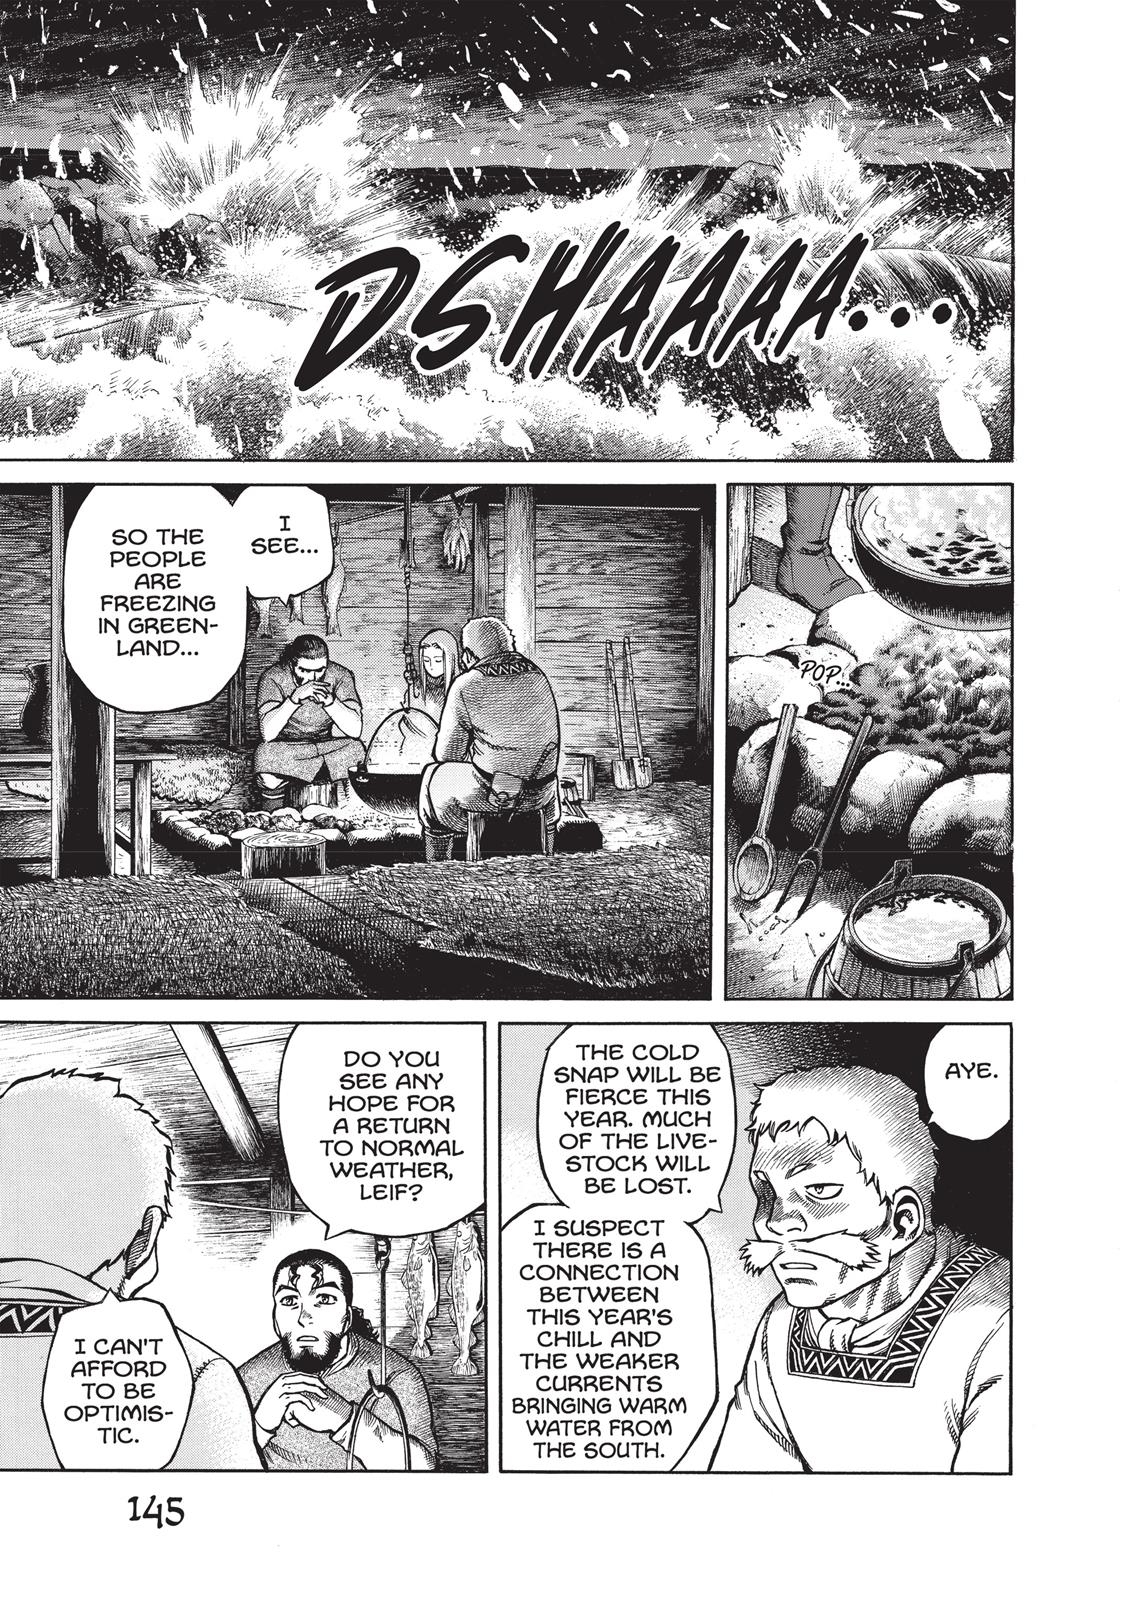 DSHAAAA...
POP...
I
SEE...
SO THE
PEOPLE
ARE
FREEZING
IN GREEN-
LAND...
AYE.
THE COLD
SNAP WILL BE
FIERCE THIS
YEAR. MUCH
OF THE LIVE-
STOCK WILL
BE LOST.
I SUSPECT
THERE IS A
CONNECTION
BETWEEN
THIS YEAR'S
CHILL AND
THE WEAKER
CURRENTS
BRINGING WARM
WATER FROM
THE SOUTH.
DO YOU
SEE ANY
HOPE FOR
A RETURN
TO NORMAL
WEATHER,
LEIF?
I CAN'T
AFFORD
TO BE
OPTIMIS-
TIC.
145